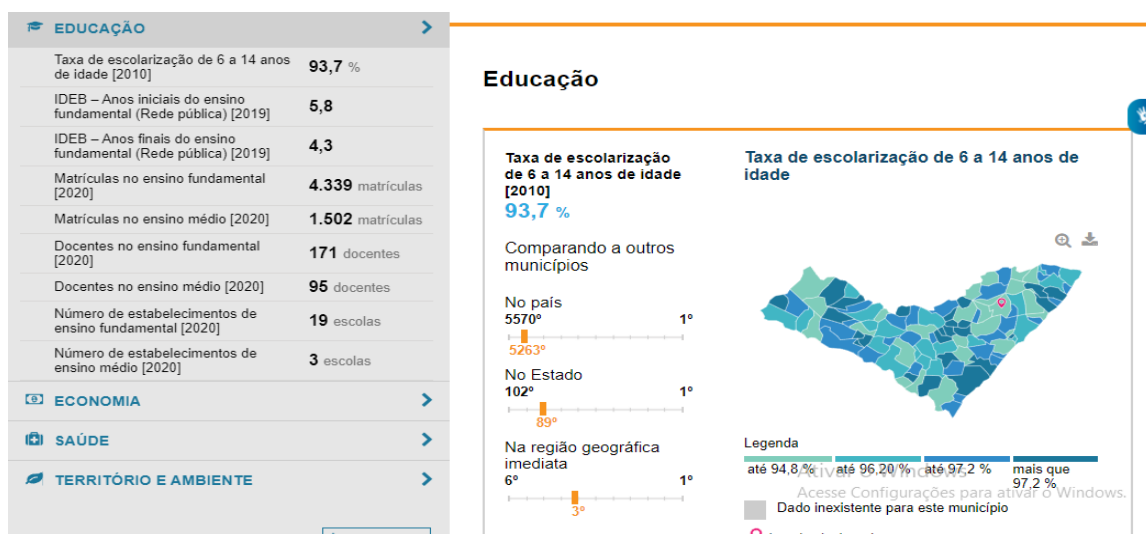 EDUCAÇÃO
Taxa de escolarização de 6 a 14 anos
de idade [2010]
93,7 %
IDEB – Anos iniciais do ensino
fundamental (Rede pública) [2019]
5,8
IDEB – Anos finais do ensino
fundamental (Rede pública) [2019]
4,3
Matrículas no ensino fundamental
[2020]
4.339 matrículas
Matrículas no ensino médio [2020]
1.502 matrículas
Docentes no ensino fundamental
[2020]
171 docentes
Docentes no ensino médio [2020]
95 docentes
Número de estabelecimentos de
ensino fundamental [2020]
19 escolas
Número de estabelecimentos de
ensino médio [2020]
3 escolas
ECONOMIA
SAÚDE
TERRITÓRIO E AMBIENTE
Educação
Taxa de escolarização
de 6 a 14 anos de idade
[2010]
93,7 %
Comparando a outros
municípios
No país
5570º 1º
5263º
No Estado
102º 1º
89º
Na região geográfica
imediata
6º 1º
3º
Taxa de escolarização de 6 a 14 anos de
idade
Legenda
até 94,8 % até 96,20 % até 97,2 % mais que
97,2 %
Ativar o Windows
Acesse Configurações para ativar o Windows.
Dado inexistente para este município